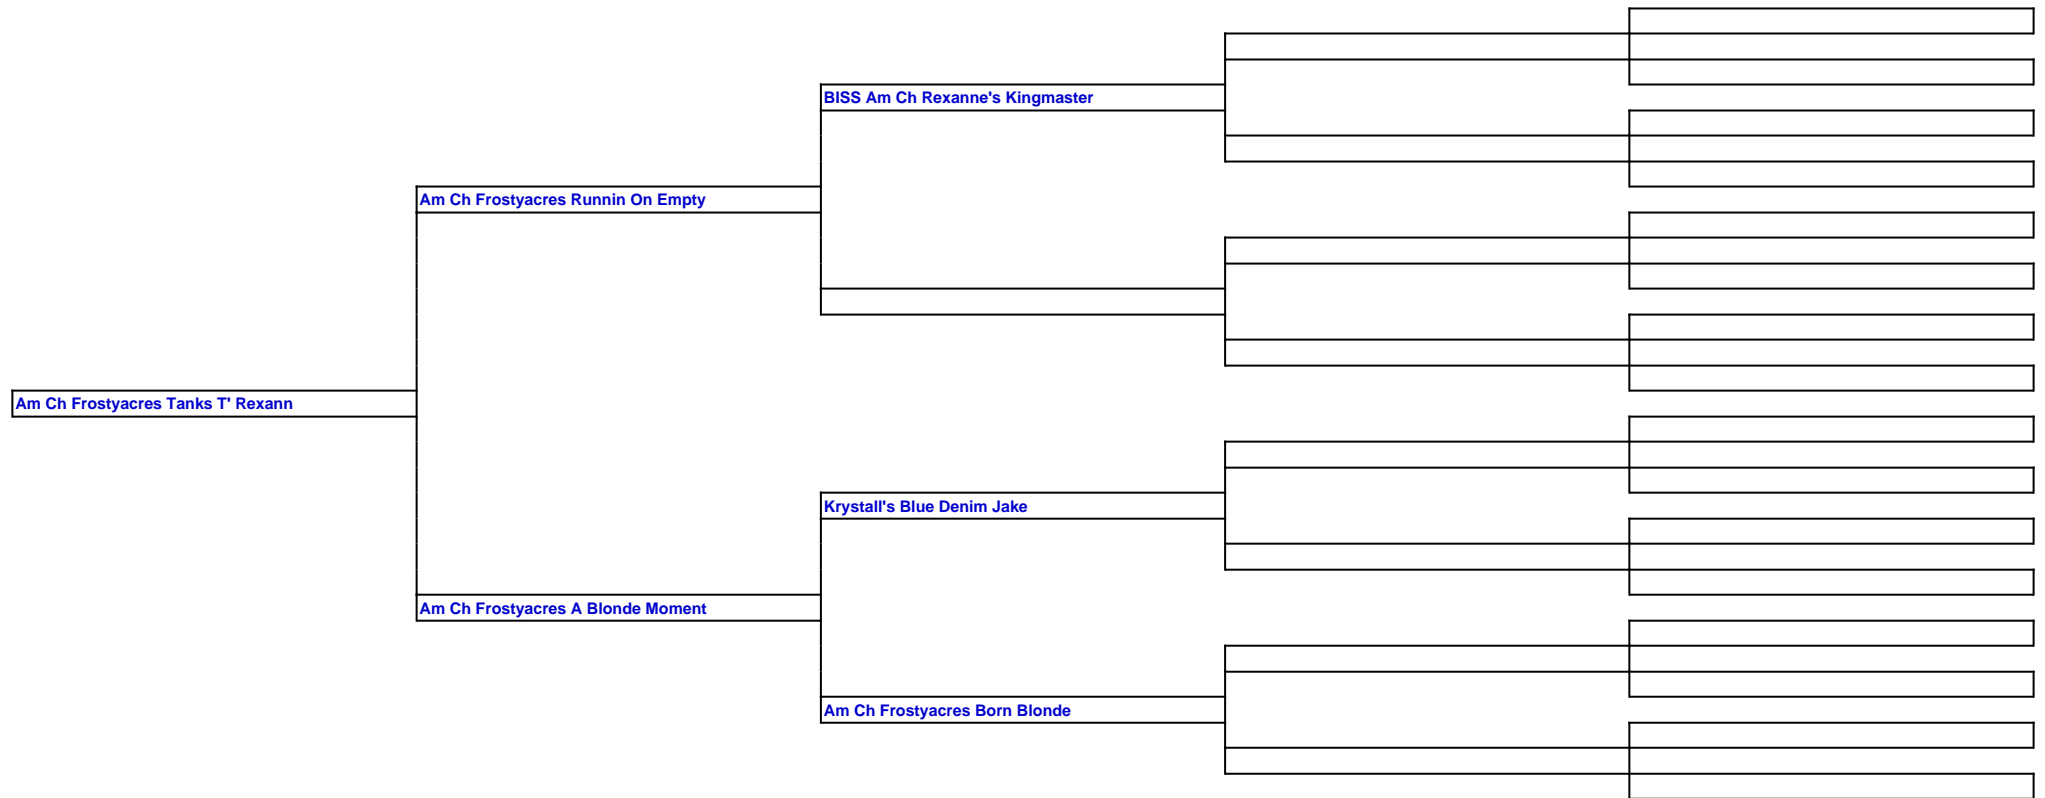 BISS Am Ch Rexanne's Kingmaster
Am Ch Frostyacres Runnin On Empty
Am Ch Frostyacres Tanks T' Rexann
Krystall's Blue Denim Jake
Am Ch Frostyacres A Blonde Moment
Am Ch Frostyacres Born Blonde